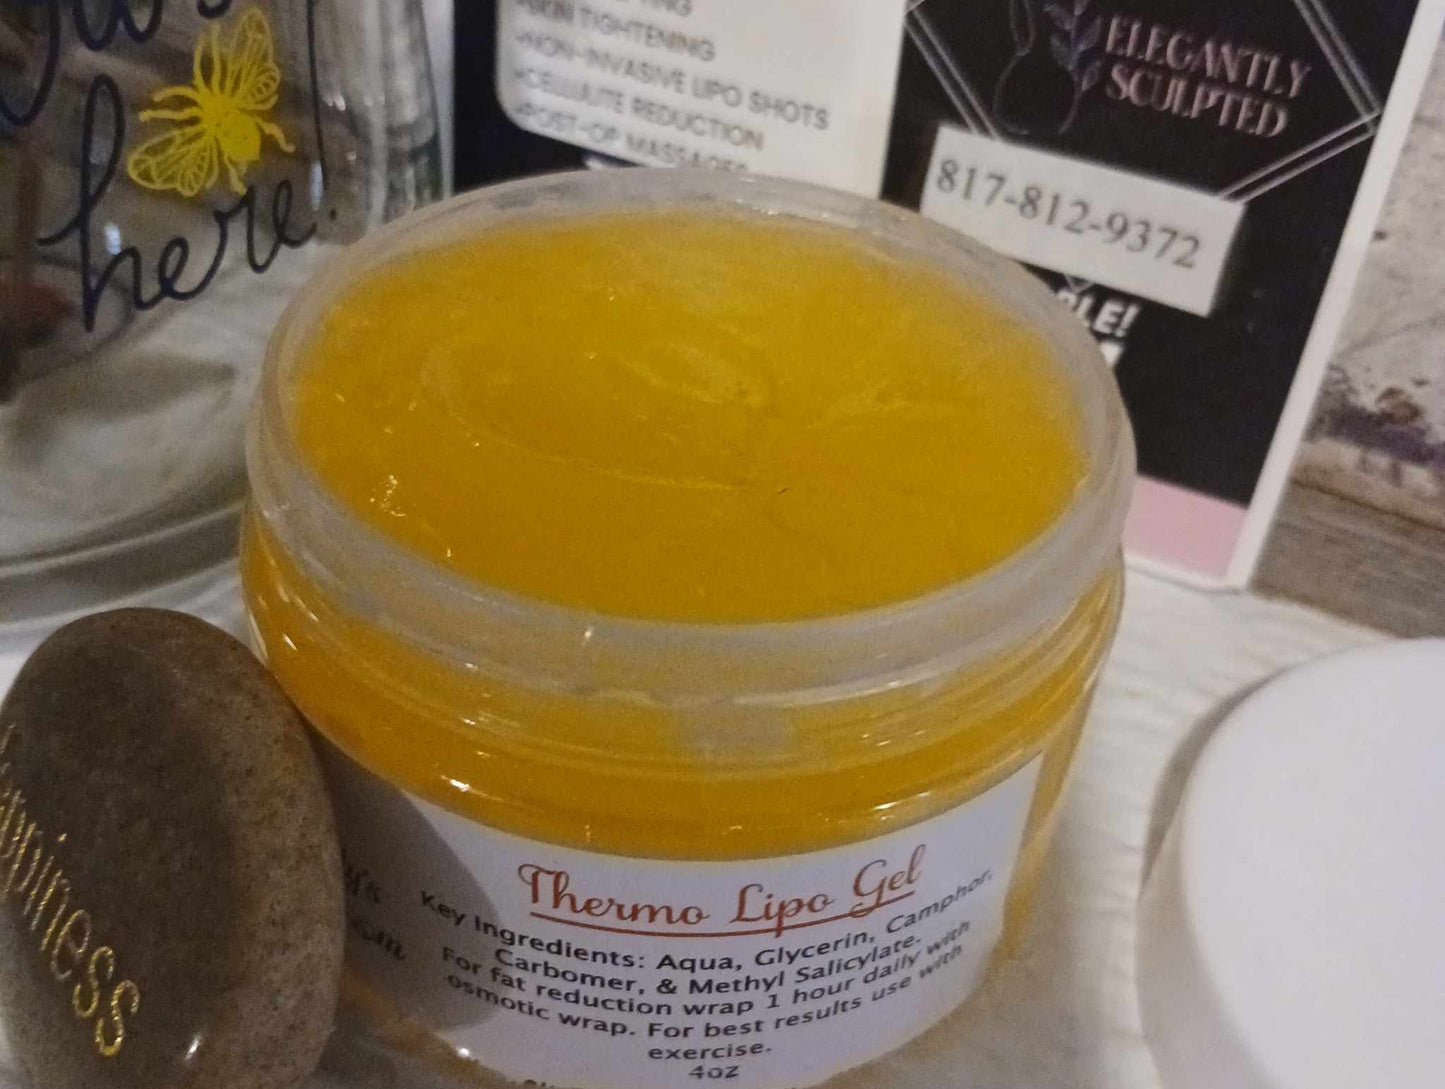 here!
SKIN TIGHTENING
NON-INVASIVE LIPO SHOTS
CELLULITE REDUCTION
POST-OP MASSAGES
ELEGANTLY
SCULPTED
817-812-9372
Thermo Lipo Gel
Key Ingredients: Aqua, Glycerin, Camphor,
Carbomer, & Methyl Salicylate.
For fat reduction wrap 1 hour daily with
osmotic wrap. For best results use with
exercise.
4oz